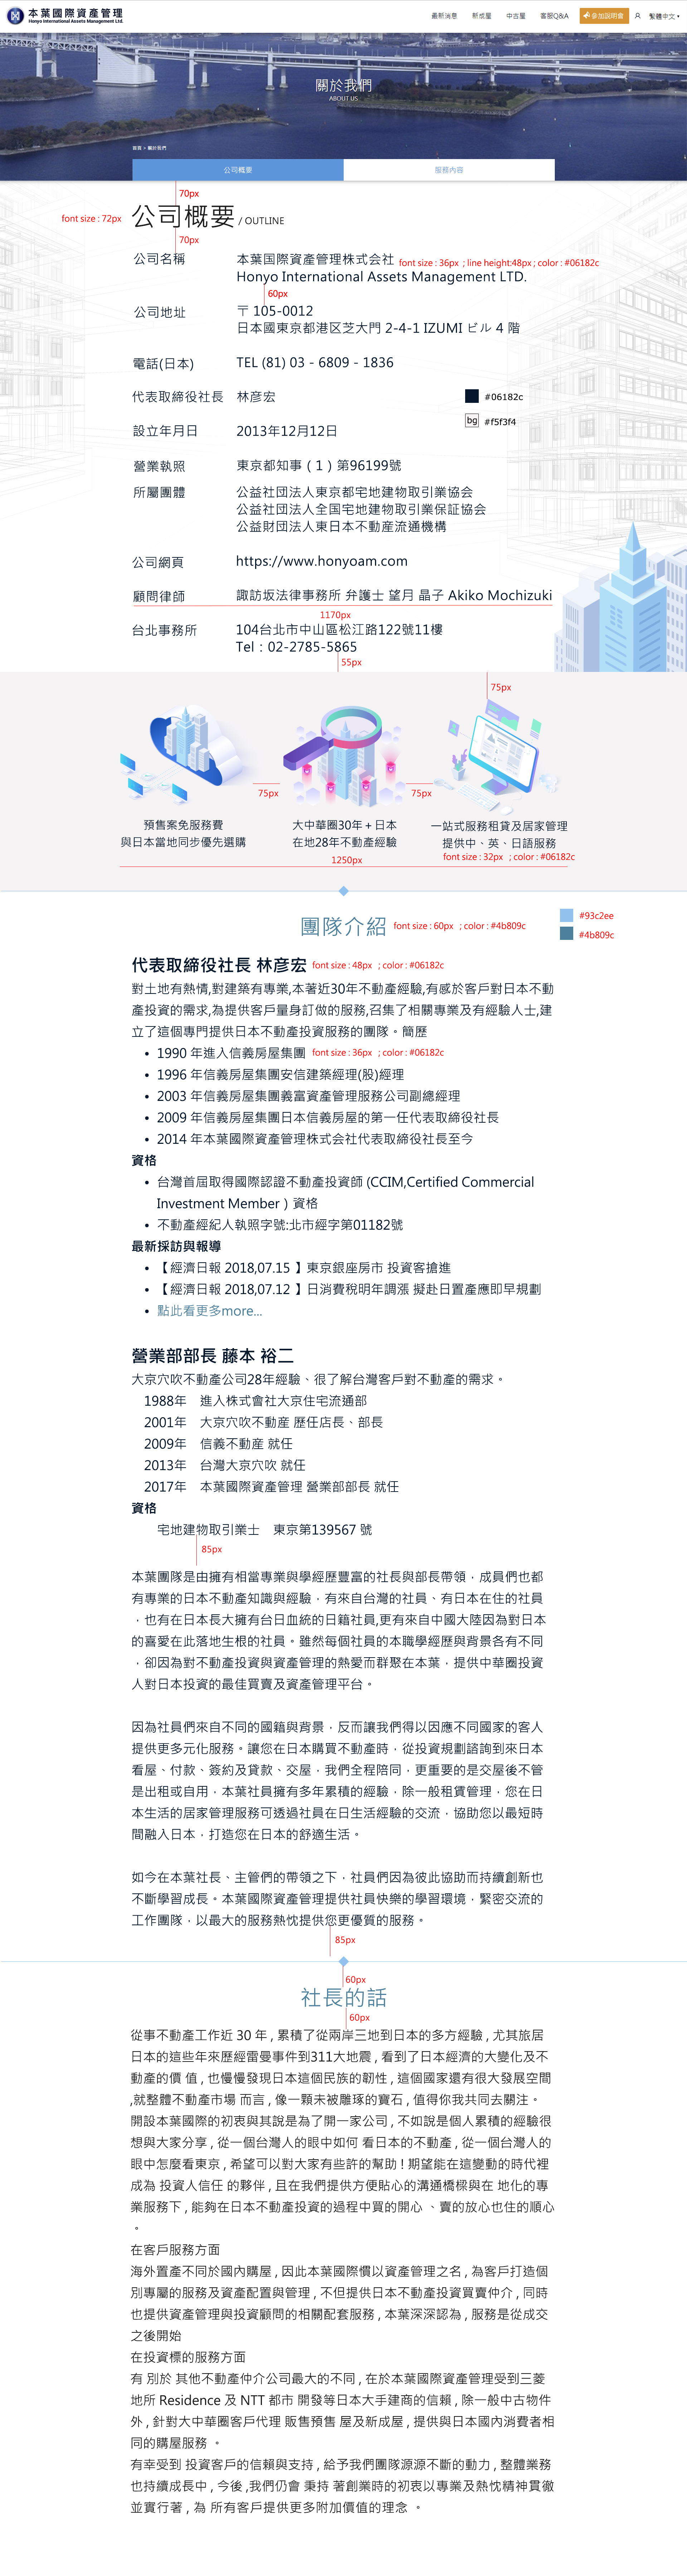 本葉國際資產管理
Honyo International Assets Management Ltd.
最新消息 新成屋 中古屋 客服Q&A 參加說明會 繁體中文
關於我們
ABOUT US
首頁 > 關於我們
公司概要 服務內容
70px
font size : 72px 公司概要 / OUTLINE
70px
公司名稱 本葉国際資產管理株式会社 font size : 36px ; line height:48px ; color : #06182c
Honyo International Assets Management LTD.
60px
公司地址 〒 105-0012
日本國東京都港区芝大門 2-4-1 IZUMI ビル 4 階
電話(日本) TEL (81) 03 - 6809 - 1836
代表取締役社長 林彦宏 #06182c
bg #f5f3f4
設立年月日 2013年12月12日
營業執照 東京都知事（1）第96199號
所屬團體 公益社団法人東京都宅地建物取引業協会
公益社団法人全国宅地建物取引業保証協会
公益財団法人東日本不動産流通機構
公司網頁 https://www.honyoam.com
顧問律師 諏訪坂法律事務所 弁護士 望月 晶子 Akiko Mochizuki
1170px
台北事務所 104台北市中山區松江路122號11樓
Tel：02-2785-5865
55px
75px
75px 75px
預售案免服務費
與日本當地同步優先選購
大中華圈30年＋日本
在地28年不動產經驗
一站式服務租貸及居家管理
提供中、英、日語服務
font size : 32px ; color : #06182c
1250px
團隊介紹 font size : 60px ; color : #4b809c
#93c2ee
#4b809c
代表取締役社長 林彦宏 font size : 48px ; color : #06182c
對土地有熱情,對建築有專業,本著近30年不動產經驗,有感於客戶對日本不動
產投資的需求,為提供客戶量身訂做的服務,召集了相關專業及有經驗人士,建
立了這個專門提供日本不動產投資服務的團隊。簡歷
• 1990 年進入信義房屋集團 font size : 36px ; color : #06182c
• 1996 年信義房屋集團安信建築經理(股)經理
• 2003 年信義房屋集團義富資產管理服務公司副總經理
• 2009 年信義房屋集團日本信義房屋的第一任代表取締役社長
• 2014 年本葉國際資產管理株式会社代表取締役社長至今
資格
• 台灣首屆取得國際認證不動產投資師 (CCIM,Certified Commercial
Investment Member ) 資格
• 不動產經紀人執照字號:北市經字第01182號
最新採訪與報導
• 【 經濟日報 2018,07.15 】東京銀座房市 投資客搶進
• 【 經濟日報 2018,07.12 】日消費稅明年調漲 擬赴日置產應即早規劃
• 點此看更多more...
營業部部長 藤本 裕二
大京穴吹不動產公司28年經驗、很了解台灣客戶對不動產的需求。
1988年 進入株式會社大京住宅流通部
2001年 大京穴吹不動産 歷任店長、部長
2009年 信義不動産 就任
2013年 台灣大京穴吹 就任
2017年 本葉國際資產管理 營業部部長 就任
資格
宅地建物取引業士 東京第139567 號
85px
本葉團隊是由擁有相當專業與學經歷豐富的社長與部長帶領，成員們也都
有專業的日本不動產知識與經驗，有來自台灣的社員、有日本在住的社員
，也有在日本長大擁有台日血統的日籍社員,更有來自中國大陸因為對日本
的喜愛在此落地生根的社員。雖然每個社員的本職學經歷與背景各有不同
，卻因為對不動產投資與資產管理的熱愛而群聚在本葉，提供中華圈投資
人對日本投資的最佳買賣及資產管理平台。
因為社員們來自不同的國籍與背景，反而讓我們得以因應不同國家的客人
提供更多元化服務。讓您在日本購買不動產時，從投資規劃諮詢到來日本
看屋、付款、簽約及貸款、交屋，我們全程陪同，更重要的是交屋後不管
是出租或自用，本葉社員擁有多年累積的經驗，除一般租賃管理，您在日
本生活的居家管理服務可透過社員在日生活經驗的交流，協助您以最短時
間融入日本，打造您在日本的舒適生活。
如今在本葉社長、主管們的帶領之下，社員們因為彼此協助而持續創新也
不斷學習成長。本葉國際資產管理提供社員快樂的學習環境，緊密交流的
工作團隊，以最大的服務熱忱提供您更優質的服務。
85px
60px
社長的話
60px
從事不動產工作近 30 年 , 累積了從兩岸三地到日本的多方經驗 , 尤其旅居
日本的這些年來歷經雷曼事件到311大地震 , 看到了日本經濟的大變化及不
動產的價 值 , 也慢慢發現日本這個民族的韌性 , 這個國家還有很大發展空間
,就整體不動產市場 而言 , 像一顆未被雕琢的寶石 , 值得你我共同去關注。
開設本葉國際的初衷與其說是為了開一家公司 , 不如說是個人累積的經驗很
想與大家分享 , 從一個台灣人的眼中如何 看日本的不動產 , 從一個台灣人的
眼中怎麼看東京 , 希望可以對大家有些許的幫助 ! 期望能在這變動的時代裡
成為 投資人信任 的夥伴 , 且在我們提供方便貼心的溝通橋樑與在 地化的專
業服務下 , 能夠在日本不動產投資的過程中買的開心 、賣的放心也住的順心
。
在客戶服務方面
海外置產不同於國內購屋 , 因此本葉國際慣以資產管理之名 , 為客戶打造個
別專屬的服務及資產配置與管理 , 不但提供日本不動產投資買賣仲介 , 同時
也提供資產管理與投資顧問的相關配套服務 , 本葉深深認為 , 服務是從成交
之後開始
在投資標的服務方面
有 別於 其他不動產仲介公司最大的不同 , 在於本葉國際資產管理受到三菱
地所 Residence 及 NTT 都市 開發等日本大手建商的信賴 , 除一般中古物件
外 , 針對大中華圈客戶代理 販售預售 屋及新成屋 , 提供與日本國內消費者相
同的購屋服務 。
有幸受到 投資客戶的信賴與支持 , 給予我們團隊源源不斷的動力 , 整體業務
也持續成長中 , 今後 ,我們仍會 秉持 著創業時的初衷以專業及熱忱精神貫徹
並實行著 , 為 所有客戶提供更多附加價值的理念 。